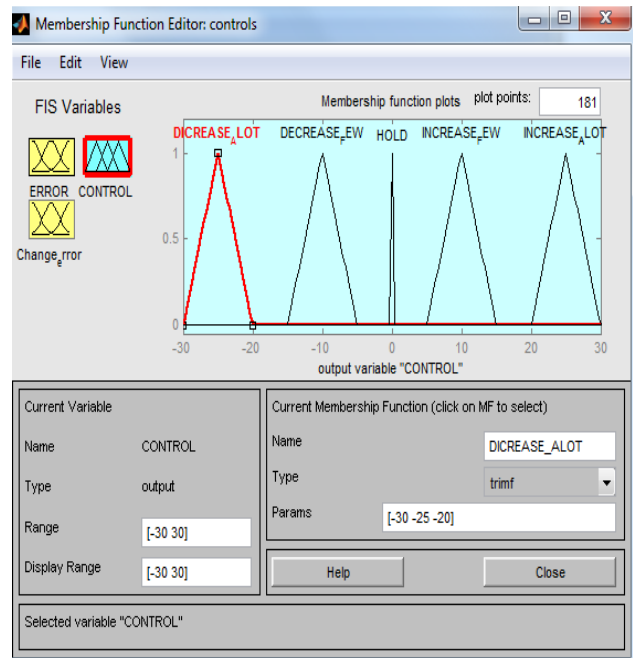 Membership Function Editor: controls
File Edit View
FIS Variables
Membership function plots plot points: 181
DICREASE_ALOT DECREASE_FEW HOLD INCREASE_FEW INCREASE_ALOT
ERROR CONTROL
Change_error
1
0.5
0
-30 -20 -10 0 10 20 30
output variable "CONTROL"
Current Variable
Name CONTROL
Type output
Range [-30 30]
Display Range [-30 30]
Current Membership Function (click on MF to select)
Name DICREASE_ALOT
Type trimf
Params [-30 -25 -20]
Help Close
Selected variable "CONTROL"